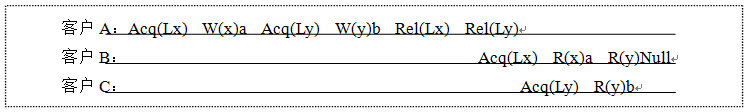 客户 A：Acq(Lx) W(x)a Acq(Ly) W(y)b Rel(Lx) Rel(Ly)
客户 B： Acq(Lx) R(x)a R(y)Null
客户 C： Acq(Ly) R(y)b